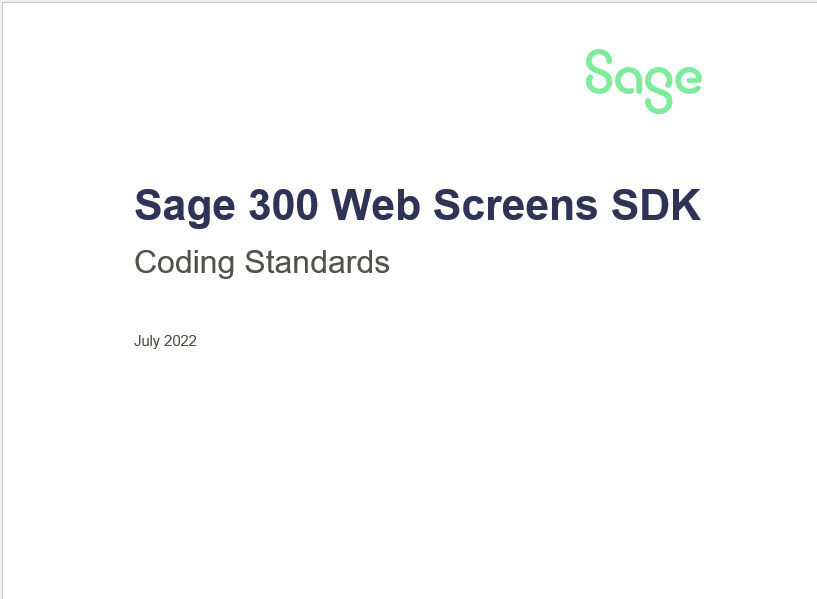 Sage
Sage 300 Web Screens SDK
Coding Standards
July 2022